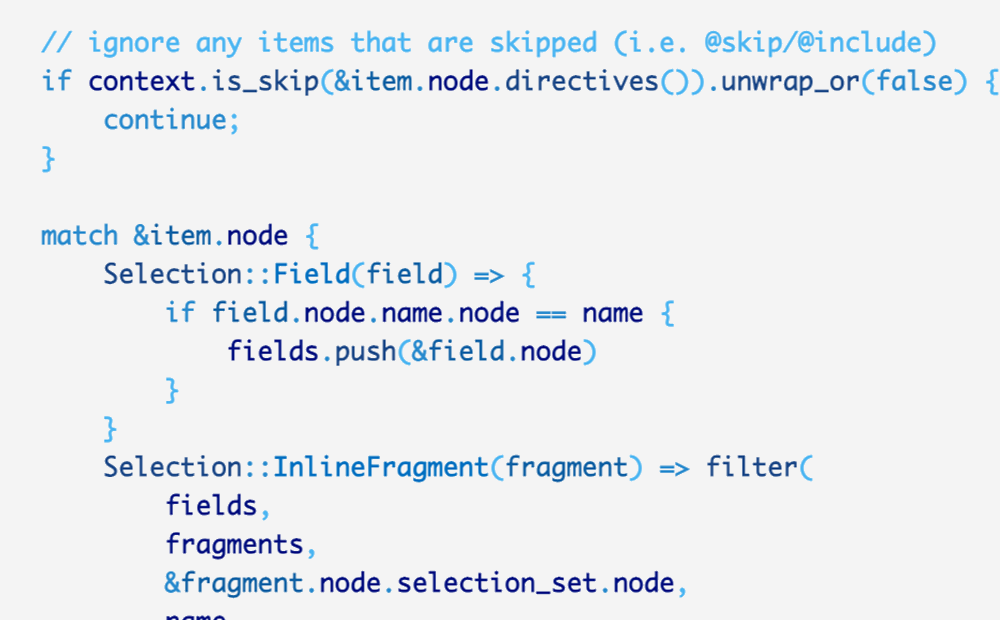 // ignore any items that are skipped (i.e. @skip/@include)
if context.is_skip(&item.node.directives()).unwrap_or(false) {
    continue;
}

match &item.node {
    Selection::Field(field) => {
        if field.node.name.node == name {
            fields.push(&field.node)
        }
    }
    Selection::InlineFragment(fragment) => filter(
        fields,
        fragments,
        &fragment.node.selection_set.node,
        name